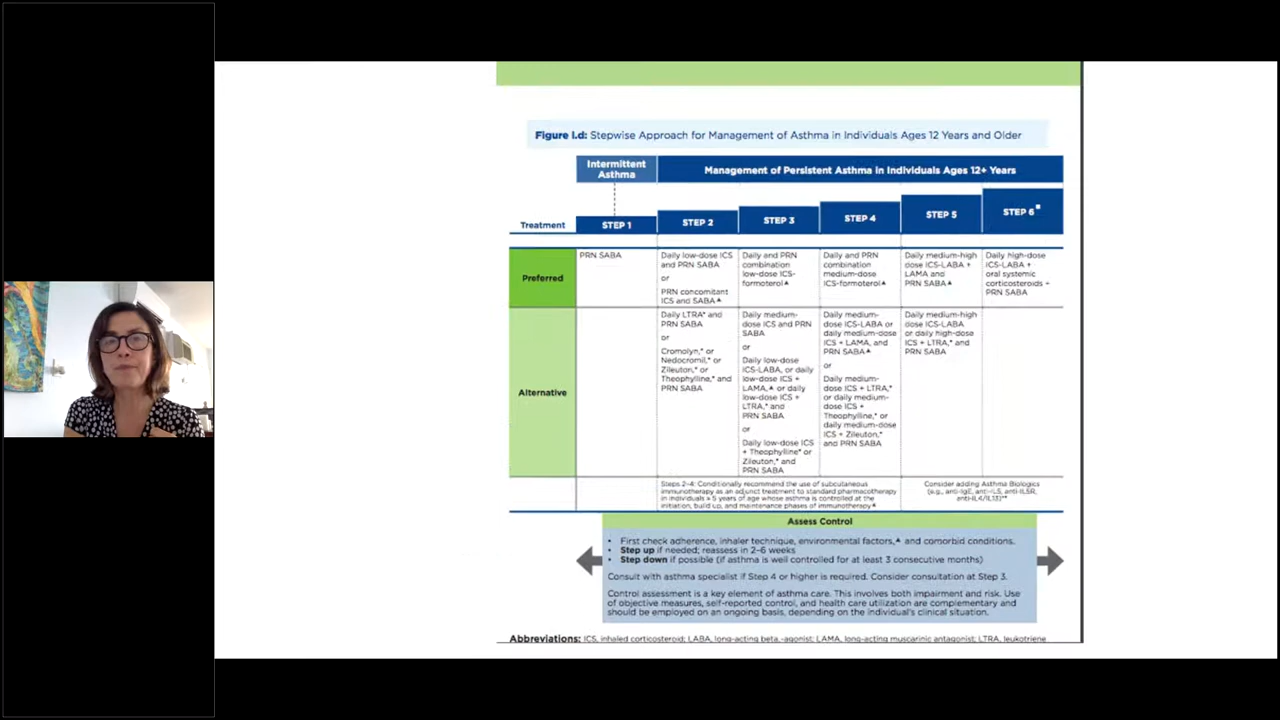 Figure I.d: Stepwise Approach for Management of Asthma in Individuals Ages 12 Years and Older
Intermittent
Asthma
Management of Persistent Asthma in Individuals Ages 12+ Years
Treatment
STEP 1
STEP 2
STEP 3
STEP 4
STEP 5
STEP 6
Preferred
PRN SABA
Daily low-dose ICS
and PRN SABA
or
PRN concomitant
ICS and SABA▲
Daily and PRN
combination
low-dose ICS-
formoterol▲
Daily and PRN
combination
medium-dose
ICS-formoterol▲
Daily medium-high
dose ICS-LABA +
LAMA and
PRN SABA▲
Daily high-dose
ICS-LABA +
oral systemic
corticosteroids +
PRN SABA
Alternative
Daily LTRA* and
PRN SABA
or
Cromolyn,* or
Nedocromil,* or
Zileuton,* or
Theophylline,* and
PRN SABA
Daily medium-
dose ICS and PRN
SABA
or
Daily low-dose
ICS-LABA, or daily
low-dose ICS +
LAMA,▲ or daily
low-dose ICS +
LTRA,* and
PRN SABA
or
Daily low-dose ICS
+ Theophylline* or
Zileuton,* and
PRN SABA
Daily medium-
dose ICS-LABA or
daily medium-dose
ICS + LAMA, and
PRN SABA▲
or
Daily medium-
dose ICS + LTRA,*
or daily medium-
dose ICS +
Theophylline,* or
daily medium-dose
ICS + Zileuton,*
and PRN SABA
Daily medium-high
dose ICS-LABA
or daily high-dose
ICS + LTRA,* and
PRN SABA
Steps 2–4: Conditionally recommend the use of subcutaneous
immunotherapy as an adjunct treatment to standard pharmacotherapy
in individuals ≥ 5 years of age whose asthma is controlled at the
initiation, build up, and maintenance phases of immunotherapy▲
Consider adding Asthma Biologics
(e.g., anti-IgE, anti-IL5, anti-IL5R,
anti-IL4/IL13)**
Assess Control
• First check adherence, inhaler technique, environmental factors,▲ and comorbid conditions.
• Step up if needed; reassess in 2–6 weeks
• Step down if possible (if asthma is well controlled for at least 3 consecutive months)
Consult with asthma specialist if Step 4 or higher is required. Consider consultation at Step 3.
Control assessment is a key element of asthma care. This involves both impairment and risk. Use
of objective measures, self-reported control, and health care utilization are complementary and
should be employed on an ongoing basis, depending on the individual's clinical situation.
Abbreviations: ICS, inhaled corticosteroid; LABA, long-acting beta₂-agonist; LAMA, long-acting muscarinic antagonist; LTRA, leukotriene